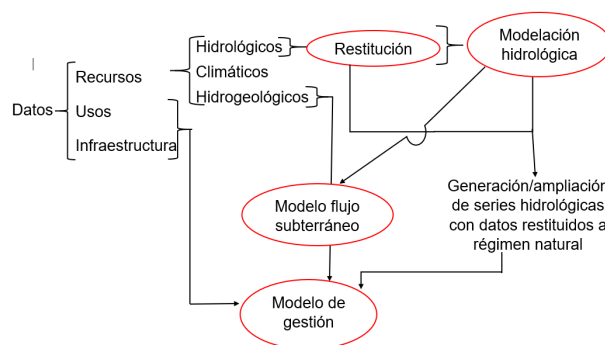 Hidrológicos
Restitución
Modelación
hidrológica
Climáticos
Hidrogeológicos
Recursos
Datos
Usos
Infraestructura
Generación/ampliación
de series hidrológicas
con datos restituidos a
régimen natural
Modelo flujo
subterráneo
Modelo de
gestión